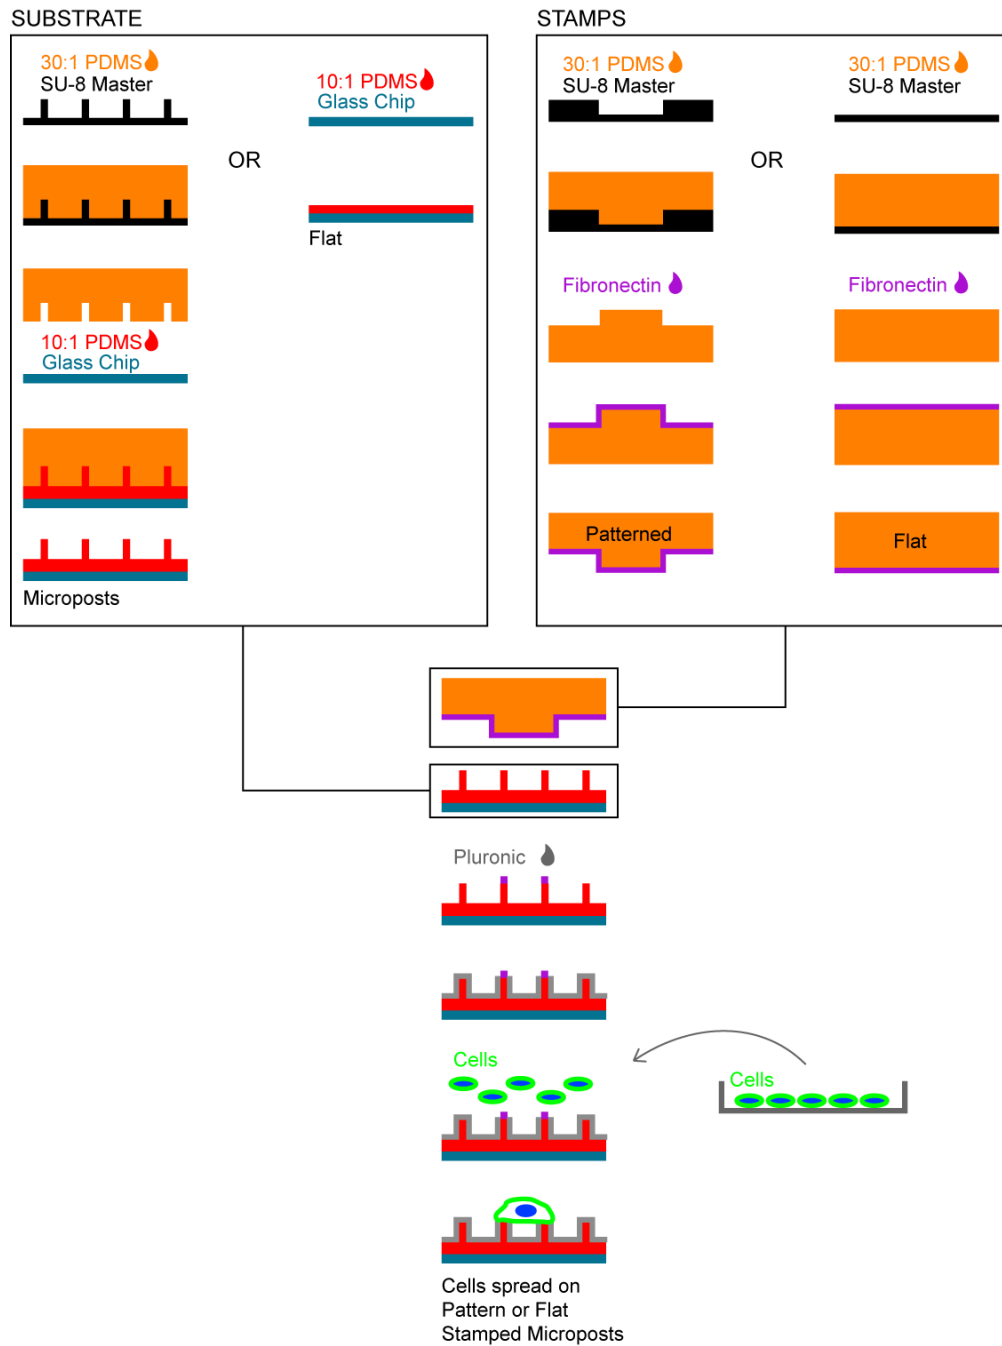 SUBSTRATE
30:1 PDMS
SU-8 Master
10:1 PDMS
Glass Chip
OR
Flat
10:1 PDMS
Glass Chip
Microposts
STAMPS
30:1 PDMS
SU-8 Master
30:1 PDMS
SU-8 Master
OR
Fibronectin
Fibronectin
Patterned
Flat
Pluronic
Cells
Cells
Cells spread on
Pattern or Flat
Stamped Microposts